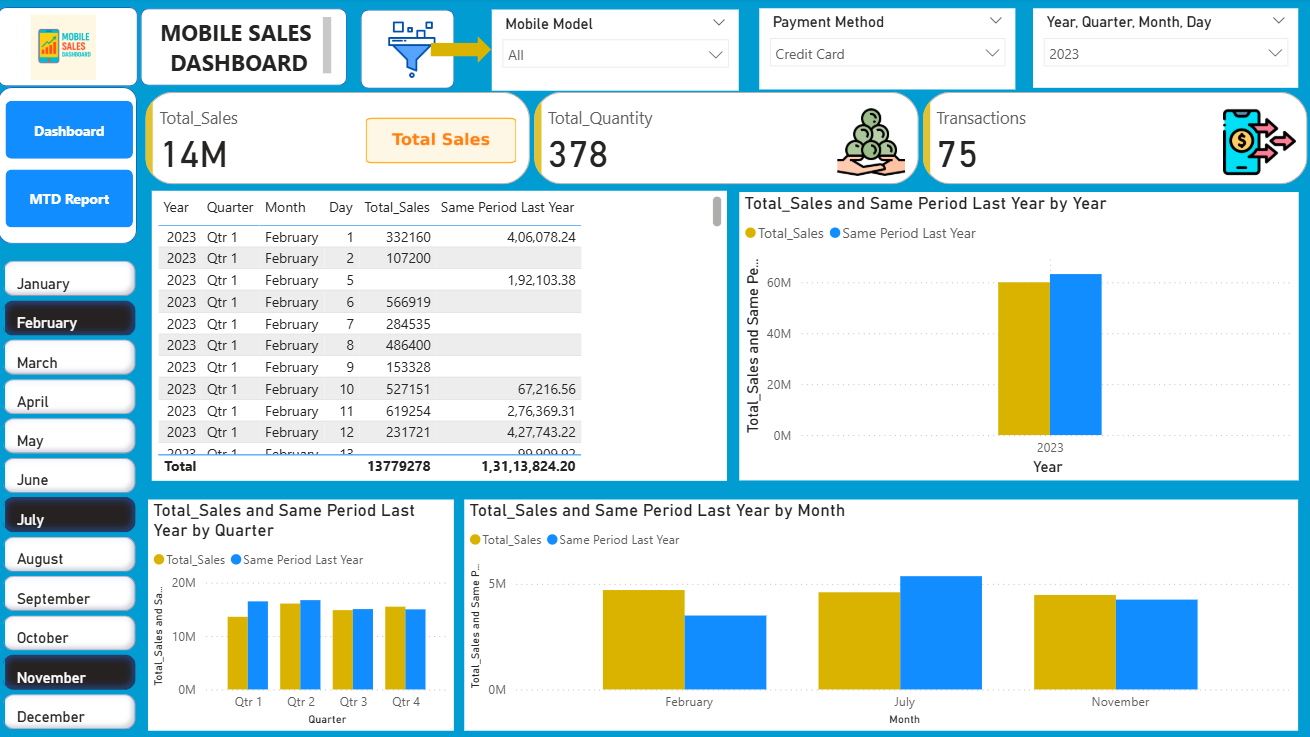 MOBILE
SALES
DASHBOARD
MOBILE SALES
DASHBOARD
Mobile Model
All
Payment Method
Credit Card
Year, Quarter, Month, Day
2023
Dashboard
MTD Report
Total_Sales
14M
Total Sales
Total_Quantity
378
Transactions
75
January
February
March
April
May
June
July
August
September
October
November
December
Year Quarter Month Day Total_Sales Same Period Last Year
2023 Qtr 1 February 1 332160 4,06,078.24
2023 Qtr 1 February 2 107200
2023 Qtr 1 February 5 1,92,103.38
2023 Qtr 1 February 6 566919
2023 Qtr 1 February 7 284535
2023 Qtr 1 February 8 486400
2023 Qtr 1 February 9 153328
2023 Qtr 1 February 10 527151 67,216.56
2023 Qtr 1 February 11 619254 2,76,369.31
2023 Qtr 1 February 12 231721 4,27,743.22
2023 Qtr 1 February 13
Total 13779278 1,31,13,824.20
Total_Sales and Same Period Last Year by Year
Total_Sales Same Period Last Year
Total_Sales and Same Pe...
60M
40M
20M
0M
2023
Year
Total_Sales and Same Period Last
Year by Quarter
Total_Sales Same Period Last Year
Total_Sales and Sa...
20M
10M
0M
Qtr 1 Qtr 2 Qtr 3 Qtr 4
Quarter
Total_Sales and Same Period Last Year by Month
Total_Sales Same Period Last Year
Total_Sales and Same P...
5M
0M
February July November
Month